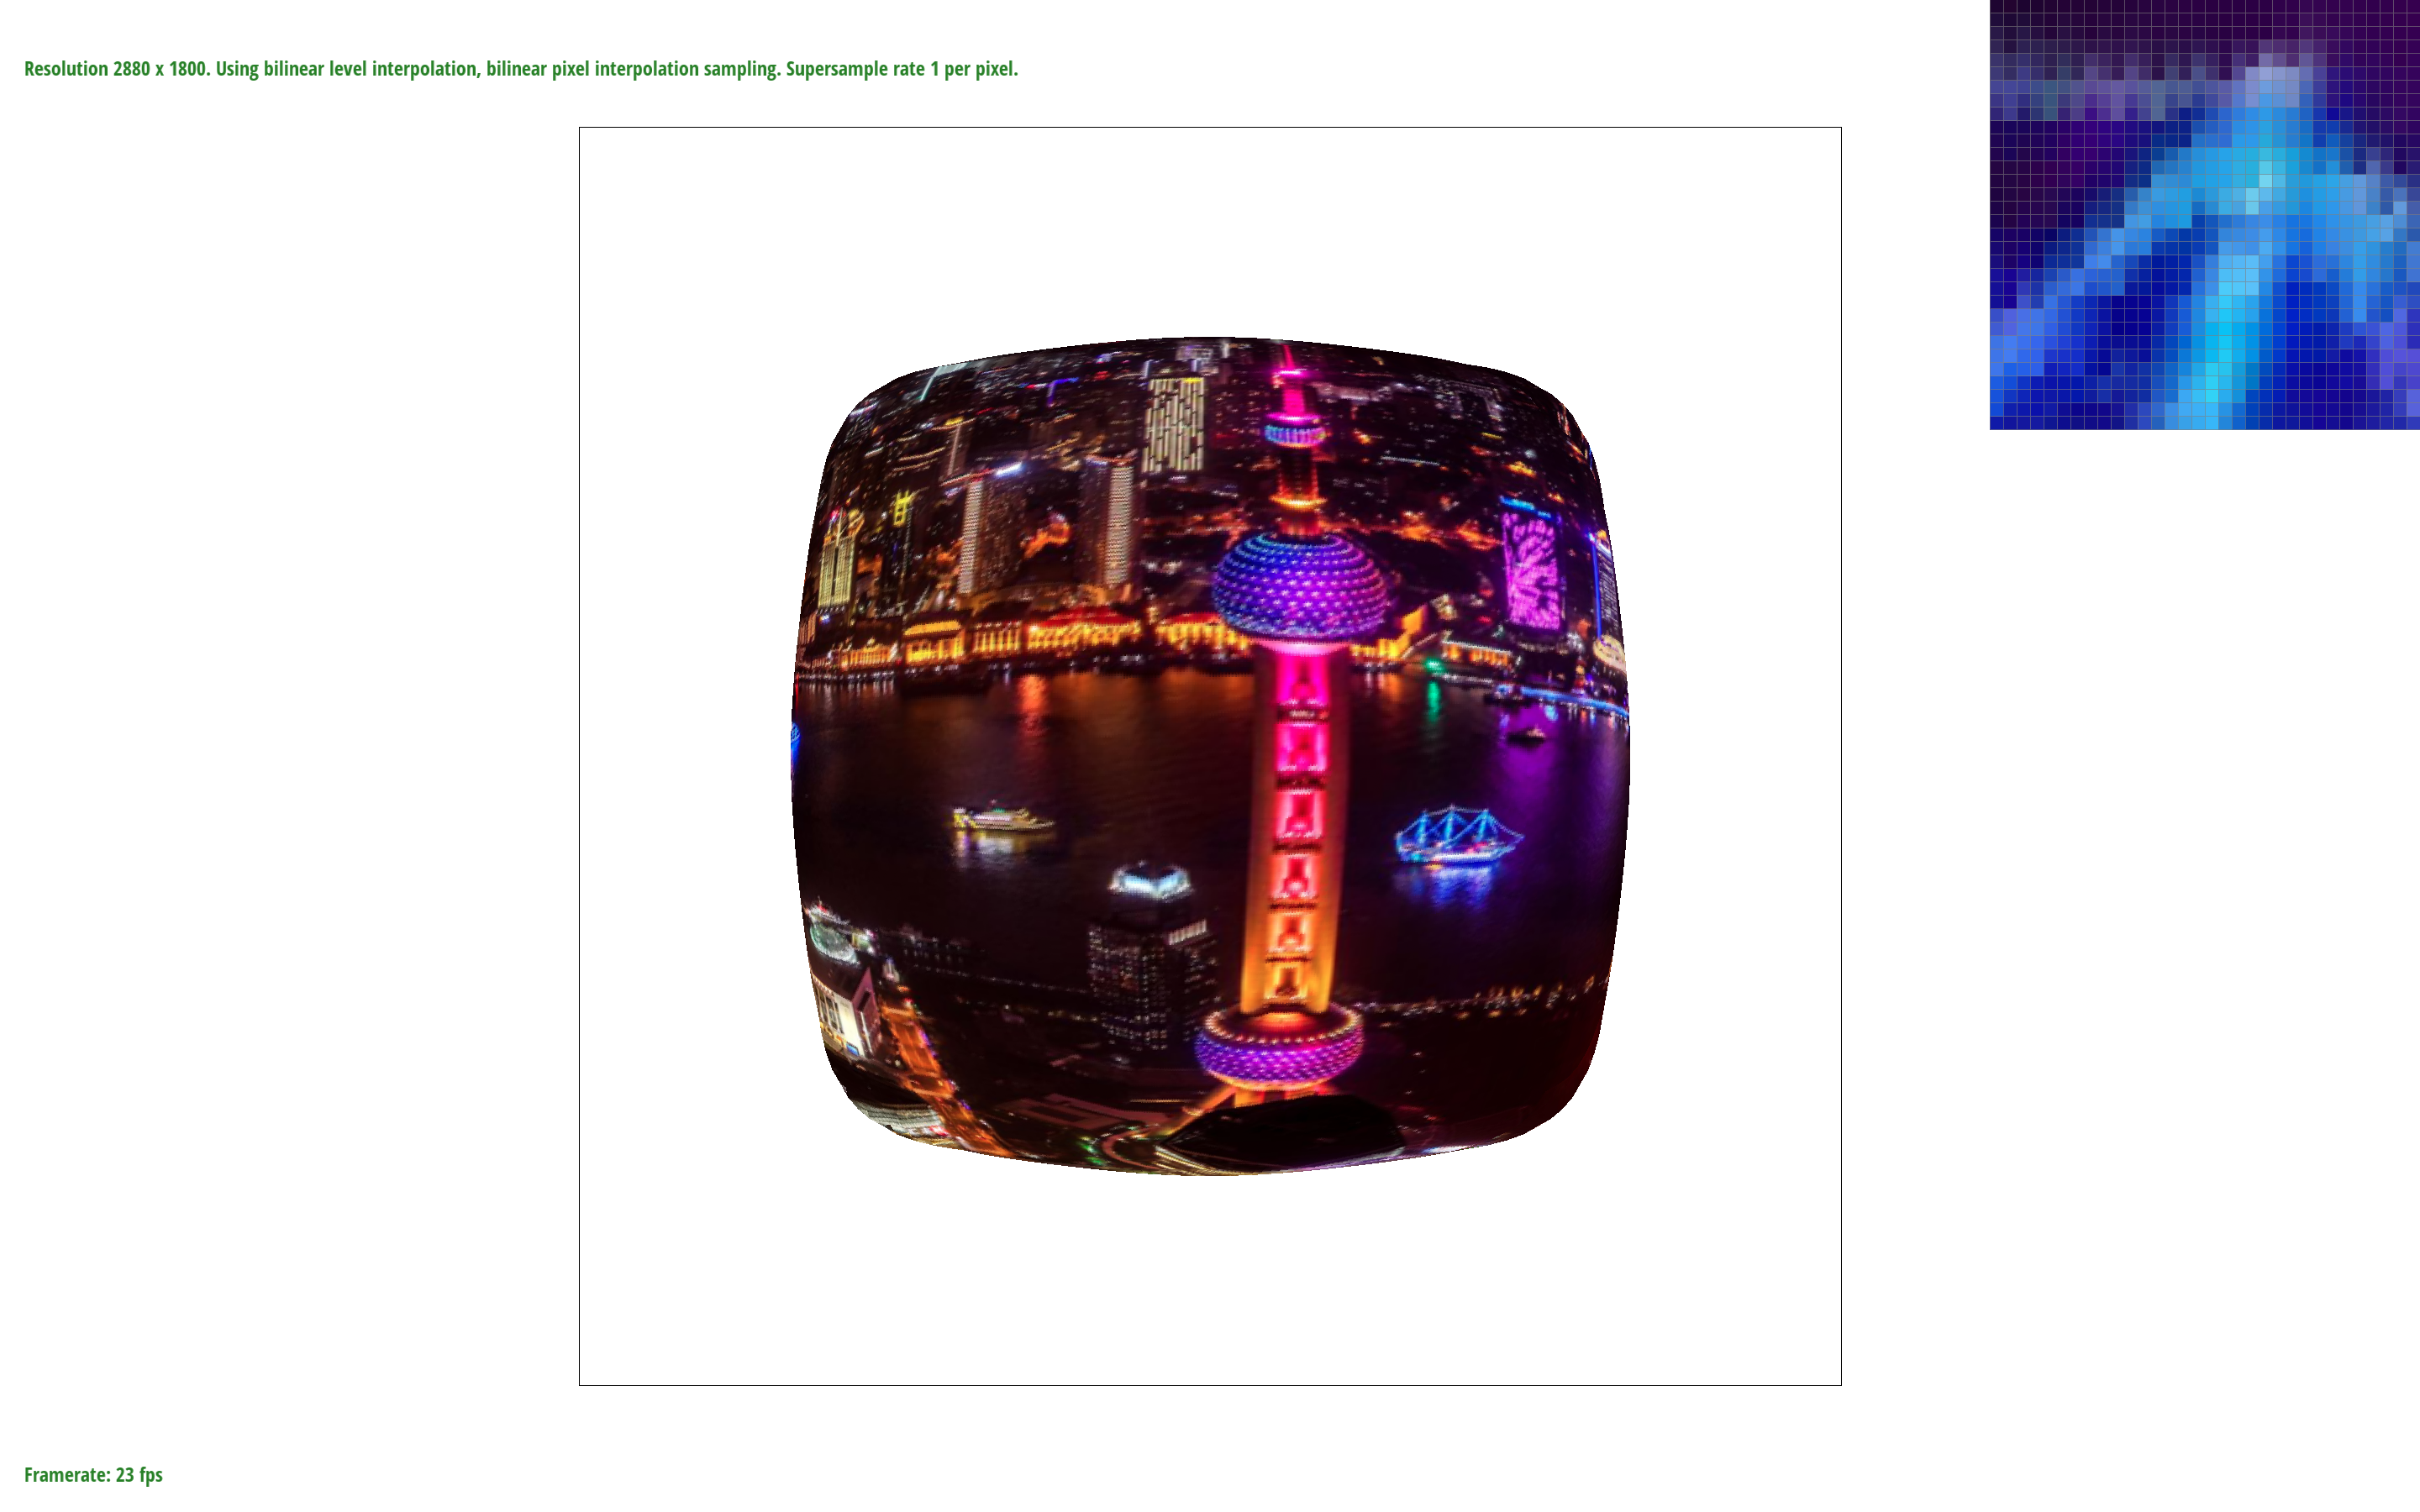 Resolution 2880 x 1800. Using bilinear level interpolation, bilinear pixel interpolation sampling. Supersample rate 1 per pixel.
Framerate: 23 fps